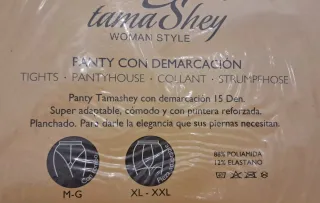 tamaShey
WOMAN STYLE
PANTY CON DEMARCACIÓN
TIGHTS · PANTYHOUSE · COLLANT · STRUMPFHOSE
Panty Tamashey con demarcación 15 Den.
Super adaptable, cómodo y con puntera reforzada.
Planchado. Para darle la elegancia que sus piernas necesitan.
M-G
XL - XXL
88% POLIAMIDA
12% ELASTANO